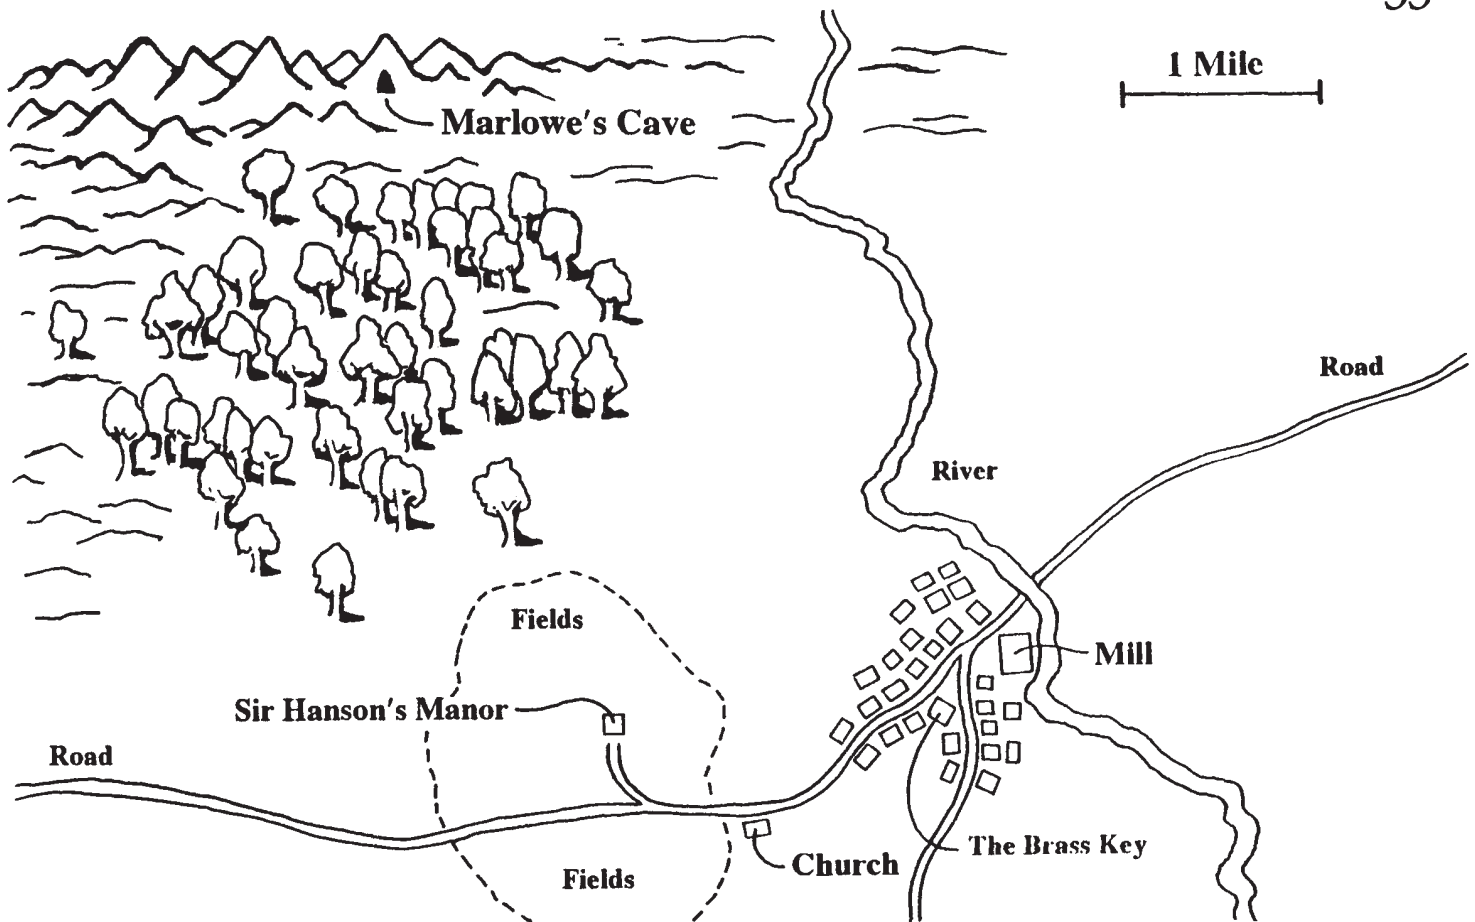 1 Mile
Marlowe's Cave
Road
River
Fields
Mill
Sir Hanson's Manor
Road
The Brass Key
Church
Fields